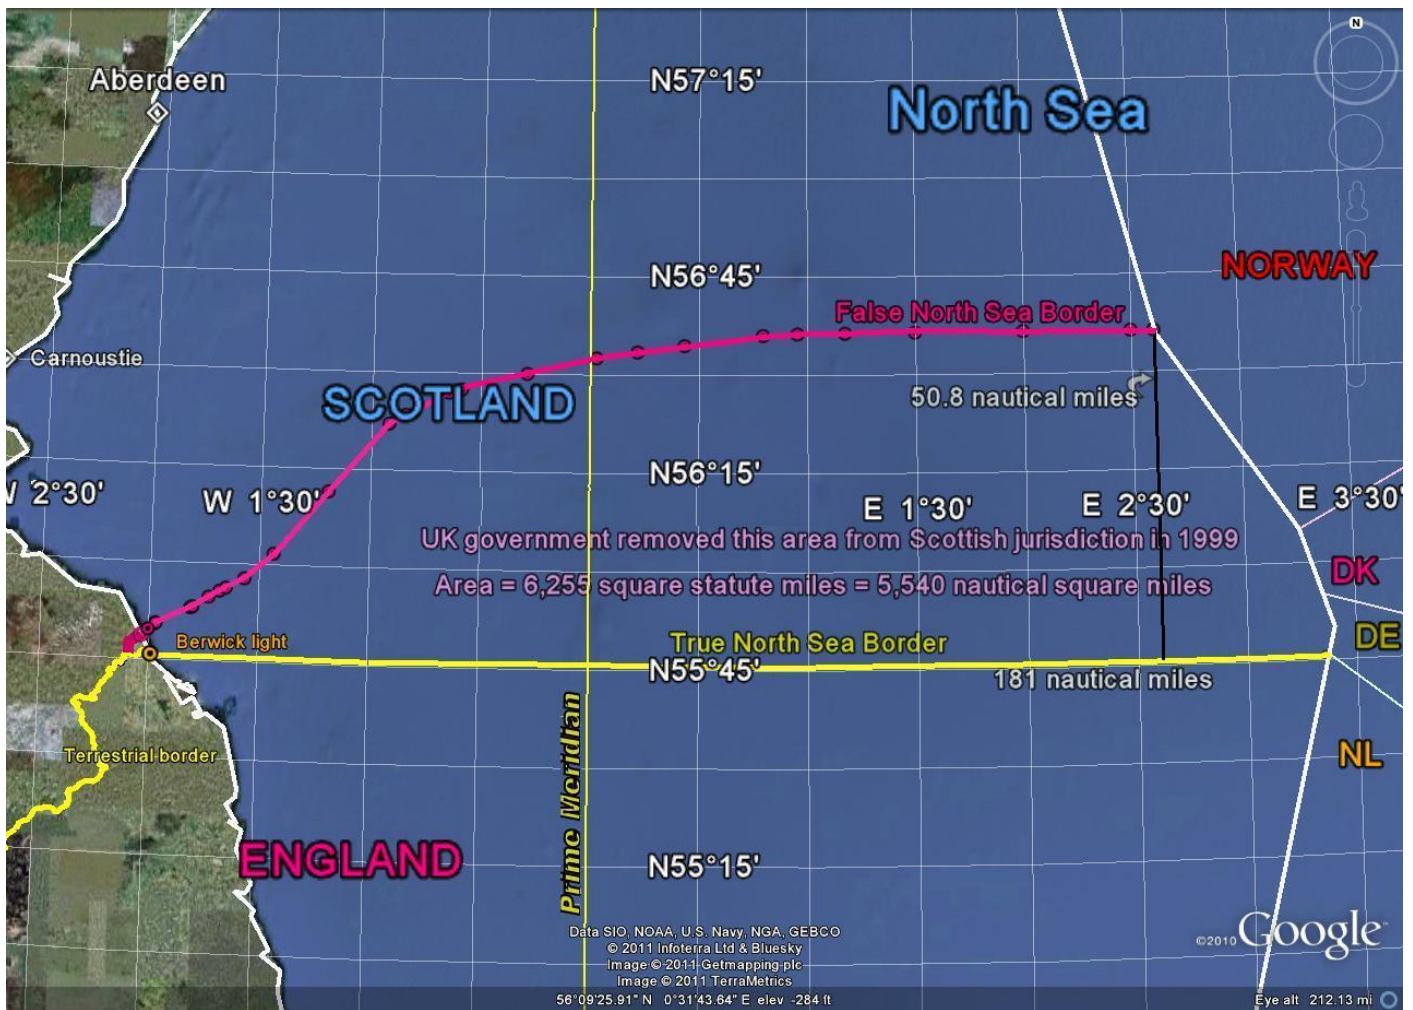 Aberdeen
N57°15'
North Sea
N
N56°45'
NORWAY
False North Sea Border
Carnoustie
SCOTLAND
50.8 nautical miles
N56°15'
W 2°30'
W 1°30'
E 1°30'
E 2°30'
E 3°30'
UK government removed this area from Scottish jurisdiction in 1999
Area = 6,255 square statute miles = 5,540 nautical square miles
DK
Berwick light
True North Sea Border
DE
N55°45'
181 nautical miles
Prime Meridian
Terrestrial border
NL
ENGLAND
N55°15'
Data SIO, NOAA, U.S. Navy, NGA, GEBCO
© 2011 Infoterra Ltd & Bluesky
Image © 2011 Getmapping plc
Image © 2011 TerraMetrics
©2010 Google
56°09'25.91" N 0°31'43.64" E elev -284 ft
Eye alt 212.13 mi